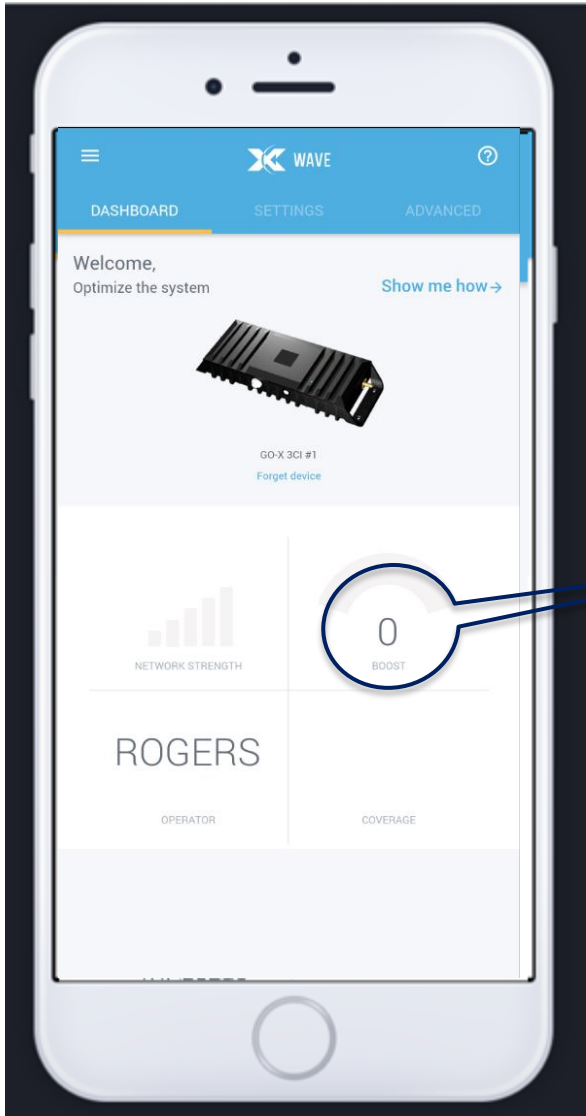 WAVE
DASHBOARD SETTINGS ADVANCED
Welcome,
Optimize the system
Show me how→
GO-X 3CI #1
Forget device
0
NETWORK STRENGTH
BOOST
ROGERS
OPERATOR
COVERAGE